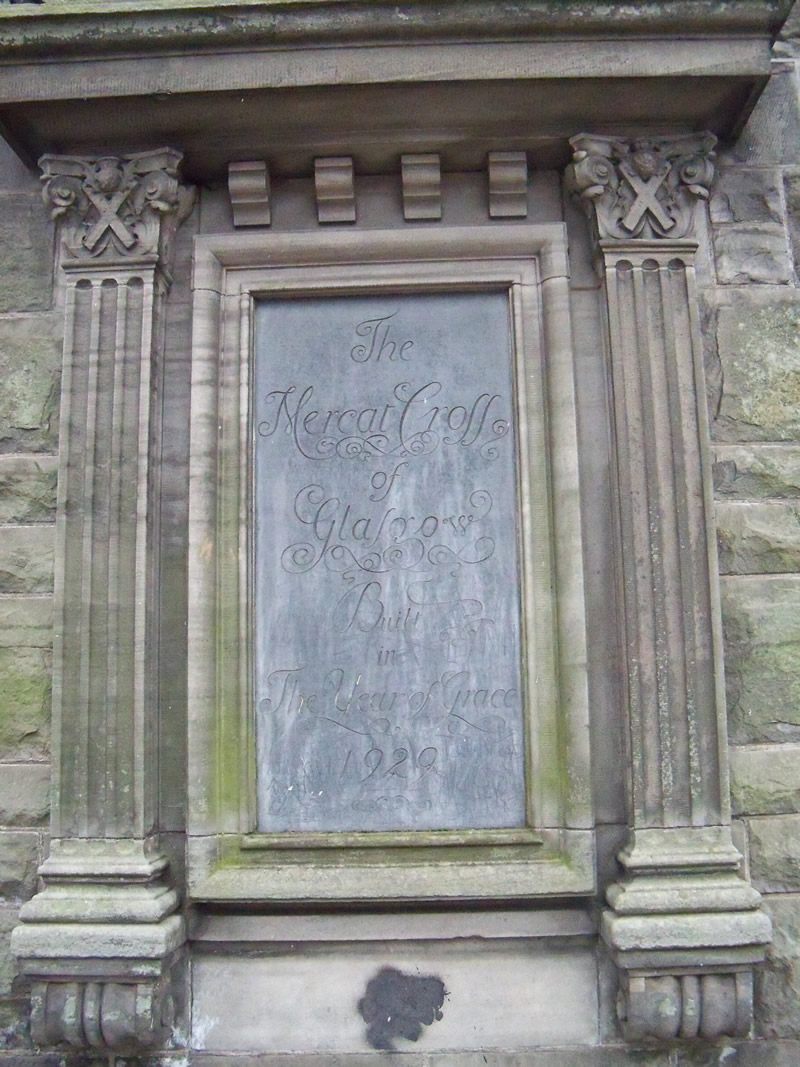 The
Mercat Croſs
of
Glaſgow
Built
in
The Year of Grace
1929